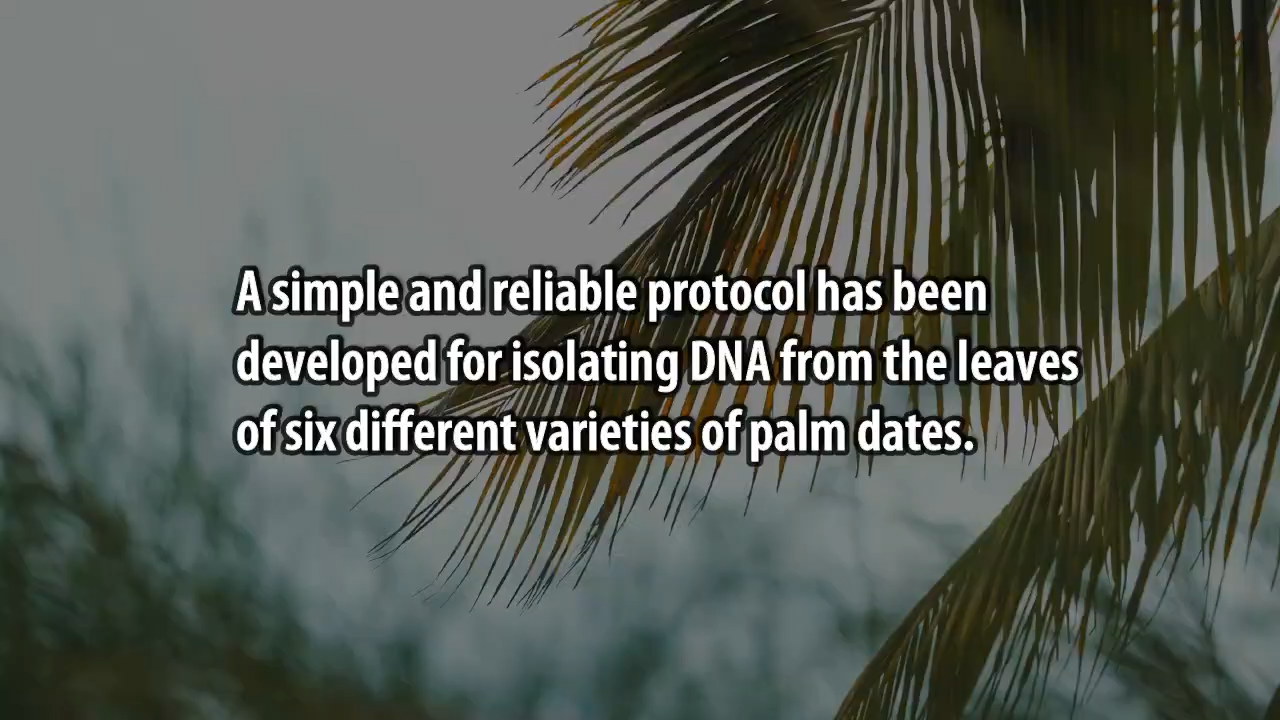 A simple and reliable protocol has been
developed for isolating DNA from the leaves
of six different varieties of palm dates.